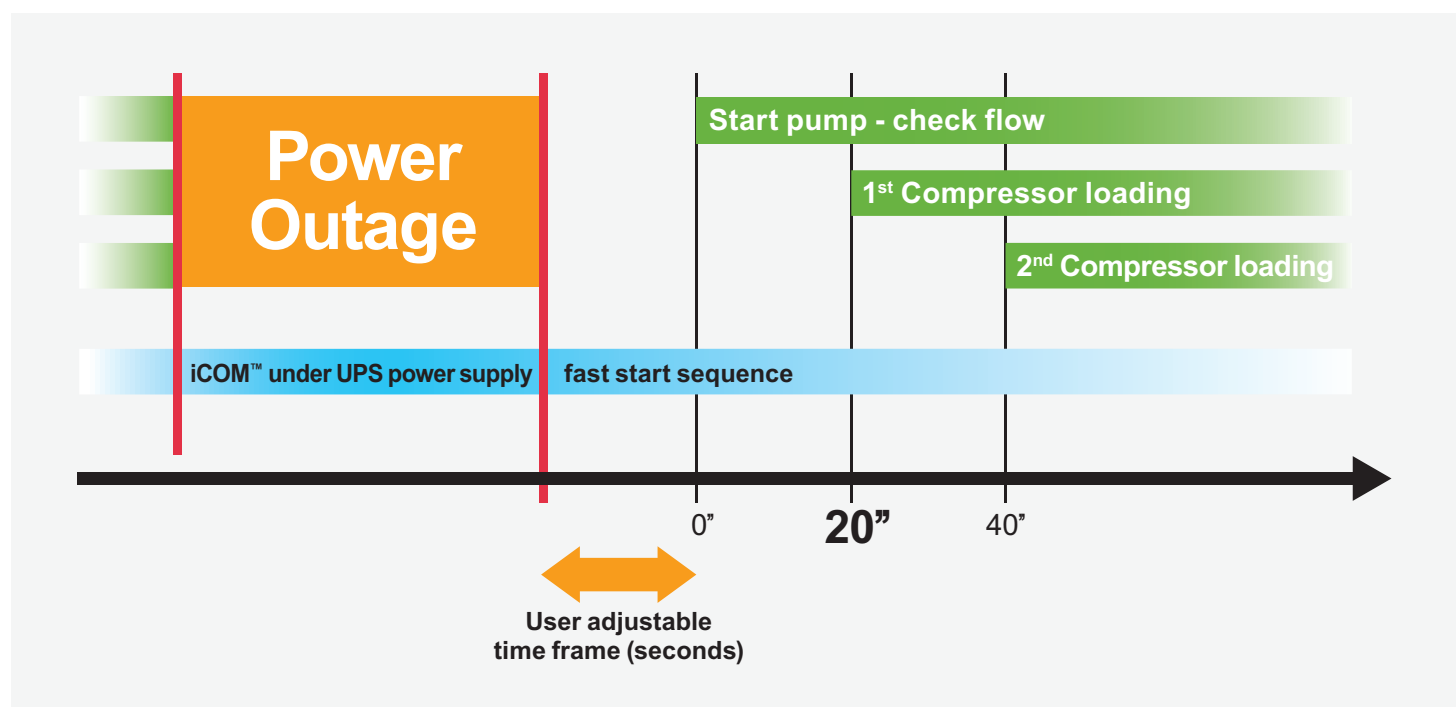 Power
Outage
Start pump - check flow
1st Compressor loading
2nd Compressor loading
iCOM™ under UPS power supply
fast start sequence
0”
20”
40”
User adjustable
time frame (seconds)